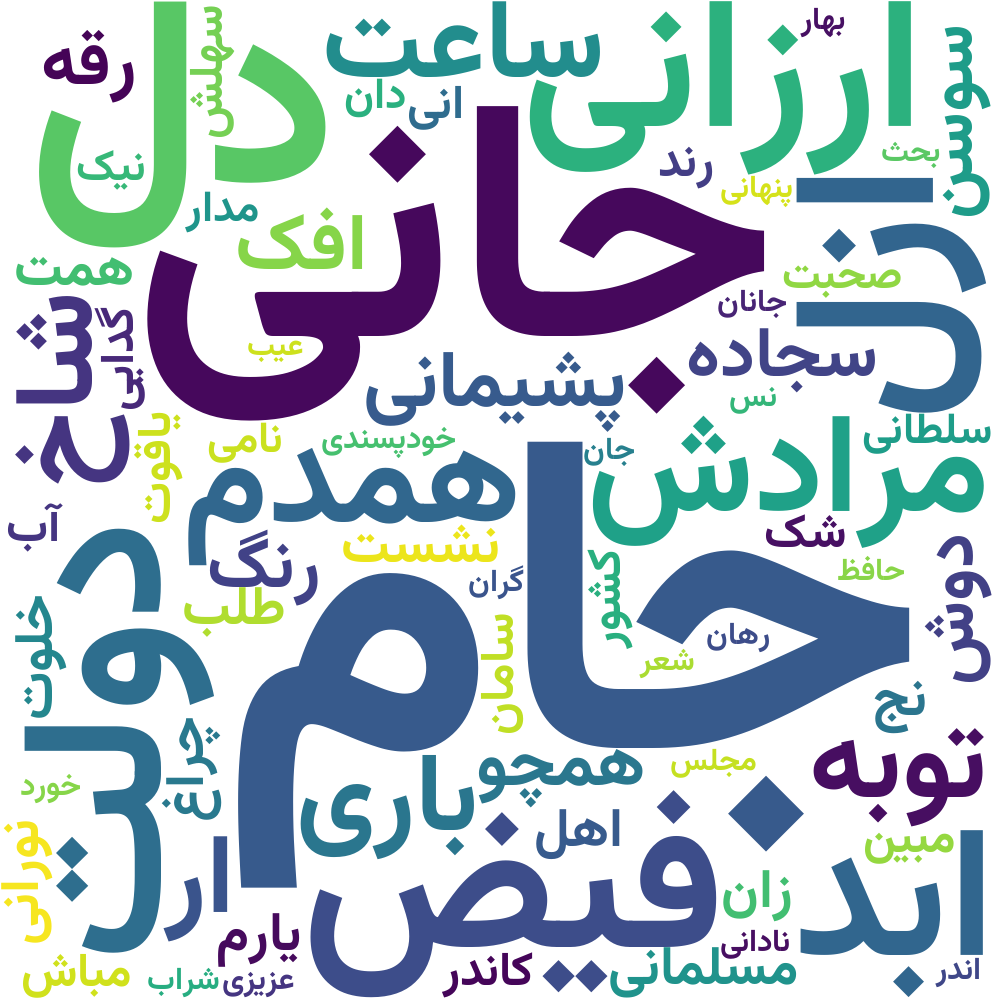 بهار
ساعت
ارزانی
رقه
سهلش
دل
دان
انی
سوسن
بحث
رند
پنهانی
نیک
مدار
جانی
ازل
افک
همت
صحبت
جانان
گدایی
شاخ
عیب
سجاده
پشیمانی
نس
یاقوت
نامی
خودپسندی
جان
سلطانی
مرادش
همدم
آب
شک
نشست
رنگ
دولت
حافظ
گران
کشور
دوش
طلب
خلوت
جام
سامان
رهان
شعر
نج
چراغ
توبه
همچو
مجلس
باری
خورد
نورانی
اهل
مبین
فیض
ابد
ار
زان
یارم
نادانی
مسلمانی
کاندر
اندر
مباش
شراب
عزیزی